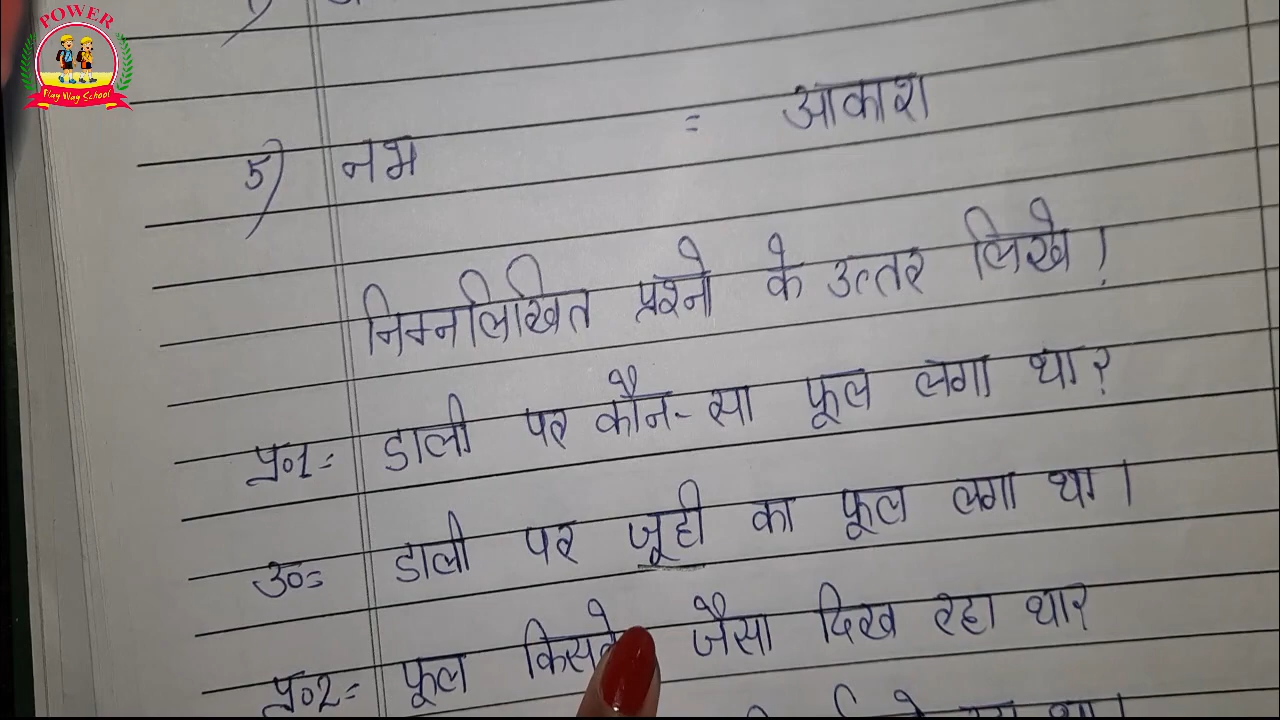 POWER
Play Way School
5) नभ = आकाश
निम्नलिखित प्रश्नो के उत्तर लिखे।
प्र०1= डाली पर कौन-सा फूल लगा था?
उ०= डाली पर जूही का फूल लगा था।
प्र०2= फूल किसके जैसा दिख रहा था?